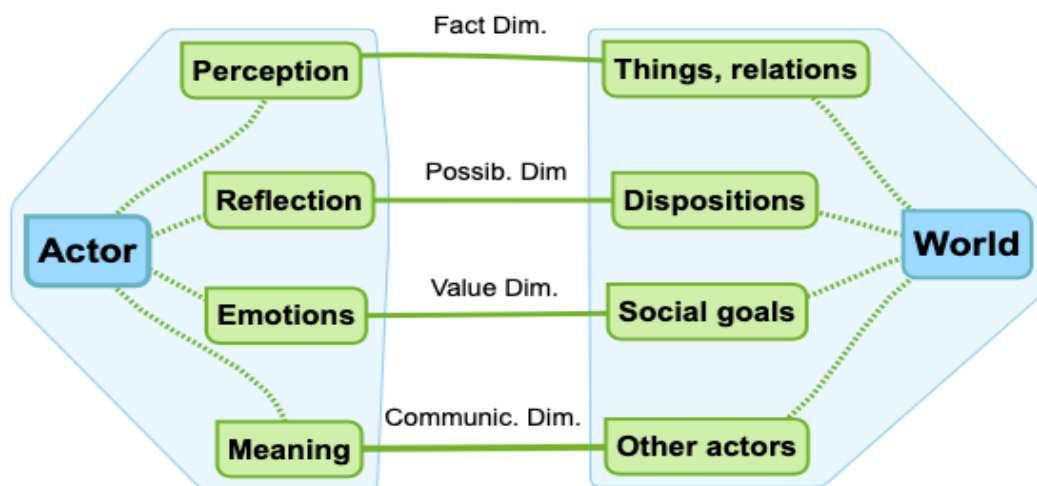 Fact Dim.
Perception
Things, relations
Possib. Dim
Reflection
Dispositions
Actor
World
Value Dim.
Emotions
Social goals
Communic. Dim.
Meaning
Other actors